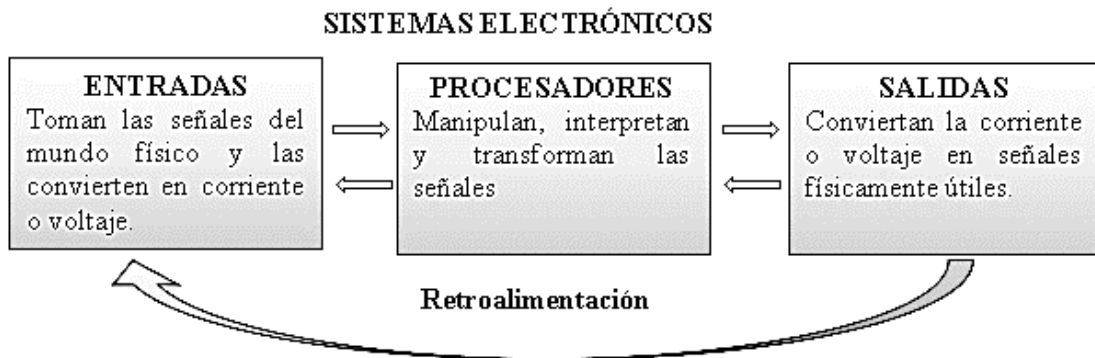 SISTEMAS ELECTRÓNICOS
ENTRADAS
Toman las señales del
mundo físico y las
convierten en corriente
o voltaje.
PROCESADORES
Manipulan, interpretan
y transforman las
señales
SALIDAS
Conviertan la corriente
o voltaje en señales
físicamente útiles.
Retroalimentación